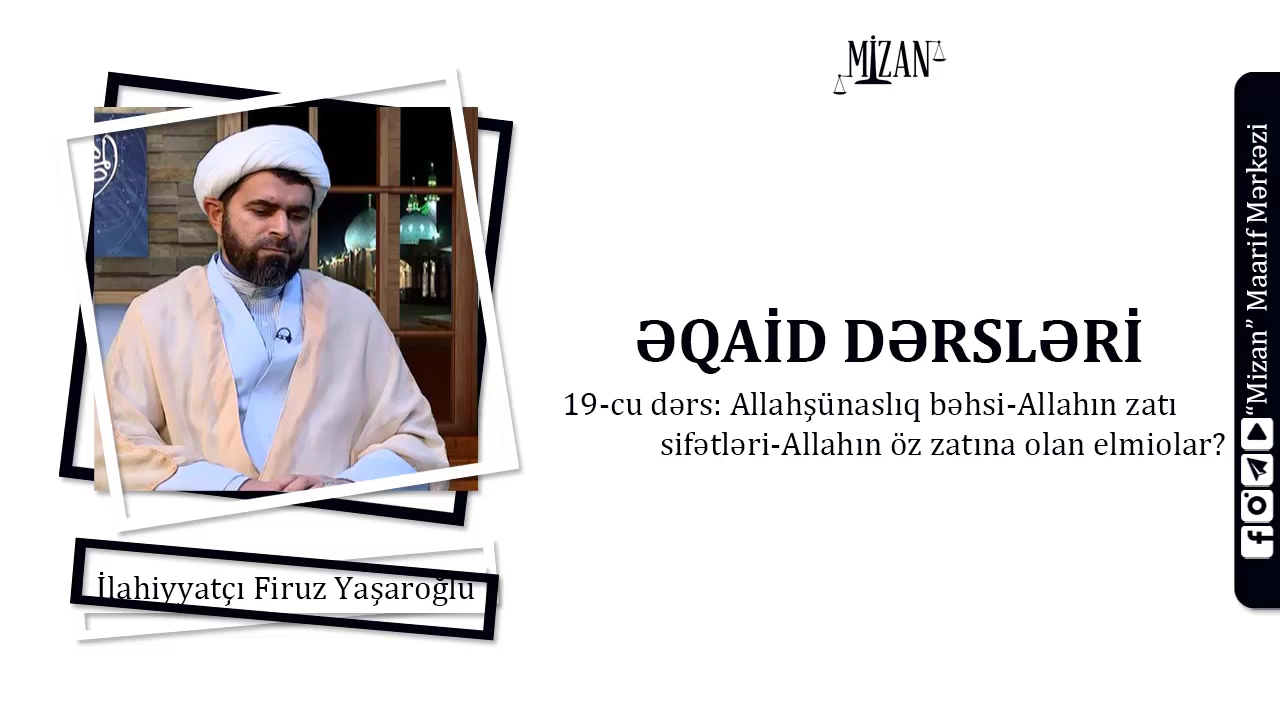 MİZAN
ƏQAİD DƏRSLƏRİ
19-cu dərs: Allahşünaslıq bəhsi-Allahın zatı
sifətləri-Allahın öz zatına olan elmiolar?
İlahiyyatçı Firuz Yaşaroğlu
“Mizan” Maarif Mərkəzi